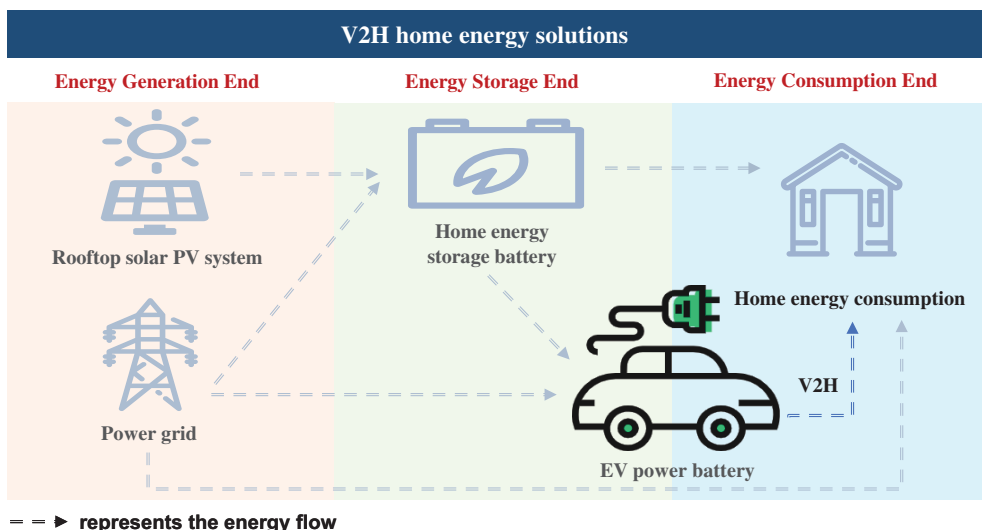 V2H home energy solutions
Energy Generation End
Energy Storage End
Energy Consumption End
Rooftop solar PV system
Home energy
storage battery
Home energy consumption
V2H
Power grid
EV power battery
represents the energy flow